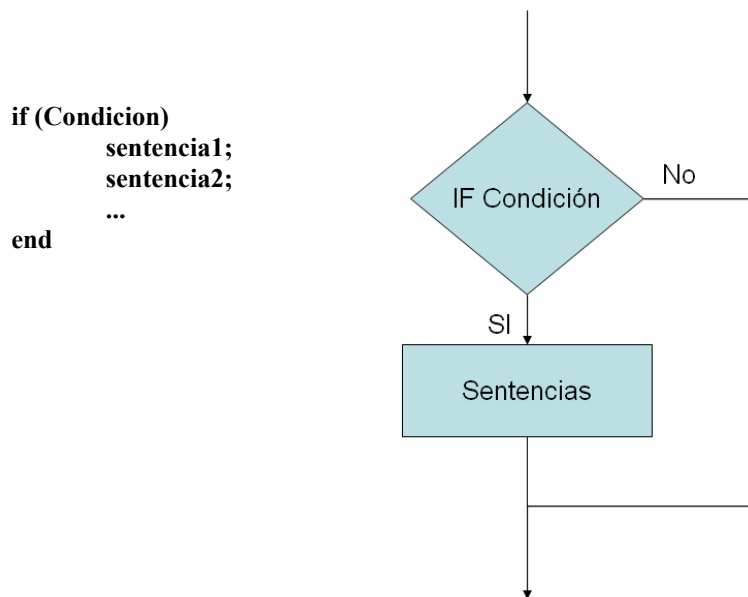 if (Condicion)
sentencia1;
sentencia2;
...
end
IF Condición
No
SI
Sentencias